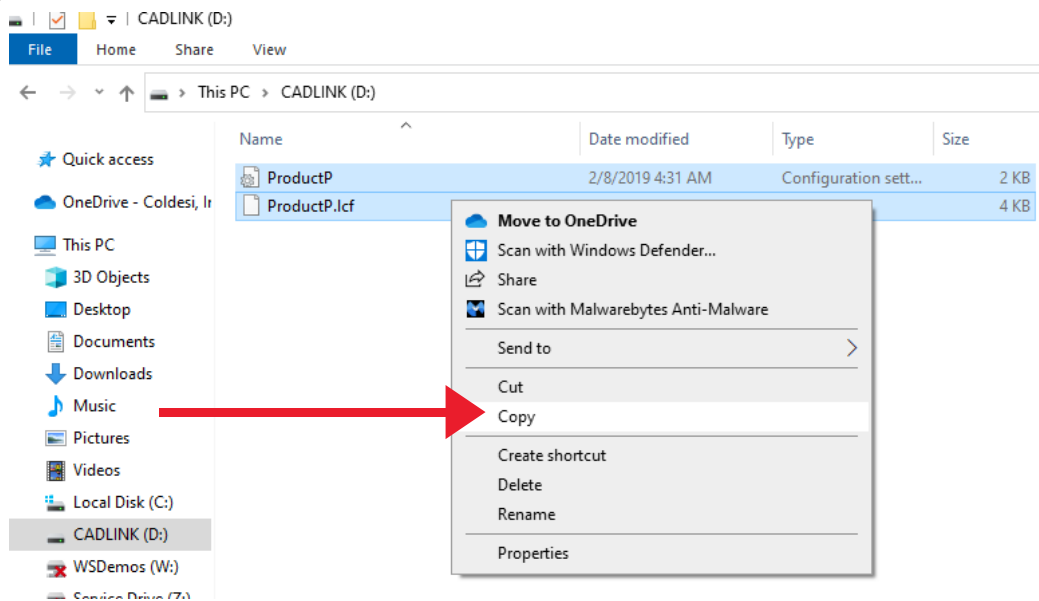 CADLINK (D:)
File Home Share View
This PC > CADLINK (D:)
Name Date modified Type Size
Quick access
OneDrive - Coldesi, Ir
This PC
3D Objects
Desktop
Documents
Downloads
Music
Pictures
Videos
Local Disk (C:)
CADLINK (D:)
WSDemos (W:)
Service Drive (Z:)
ProductP 2/8/2019 4:31 AM Configuration sett... 2 KB
ProductP.lcf 4 KB
Move to OneDrive
Scan with Windows Defender...
Share
Scan with Malwarebytes Anti-Malware
Send to
Cut
Copy
Create shortcut
Delete
Rename
Properties